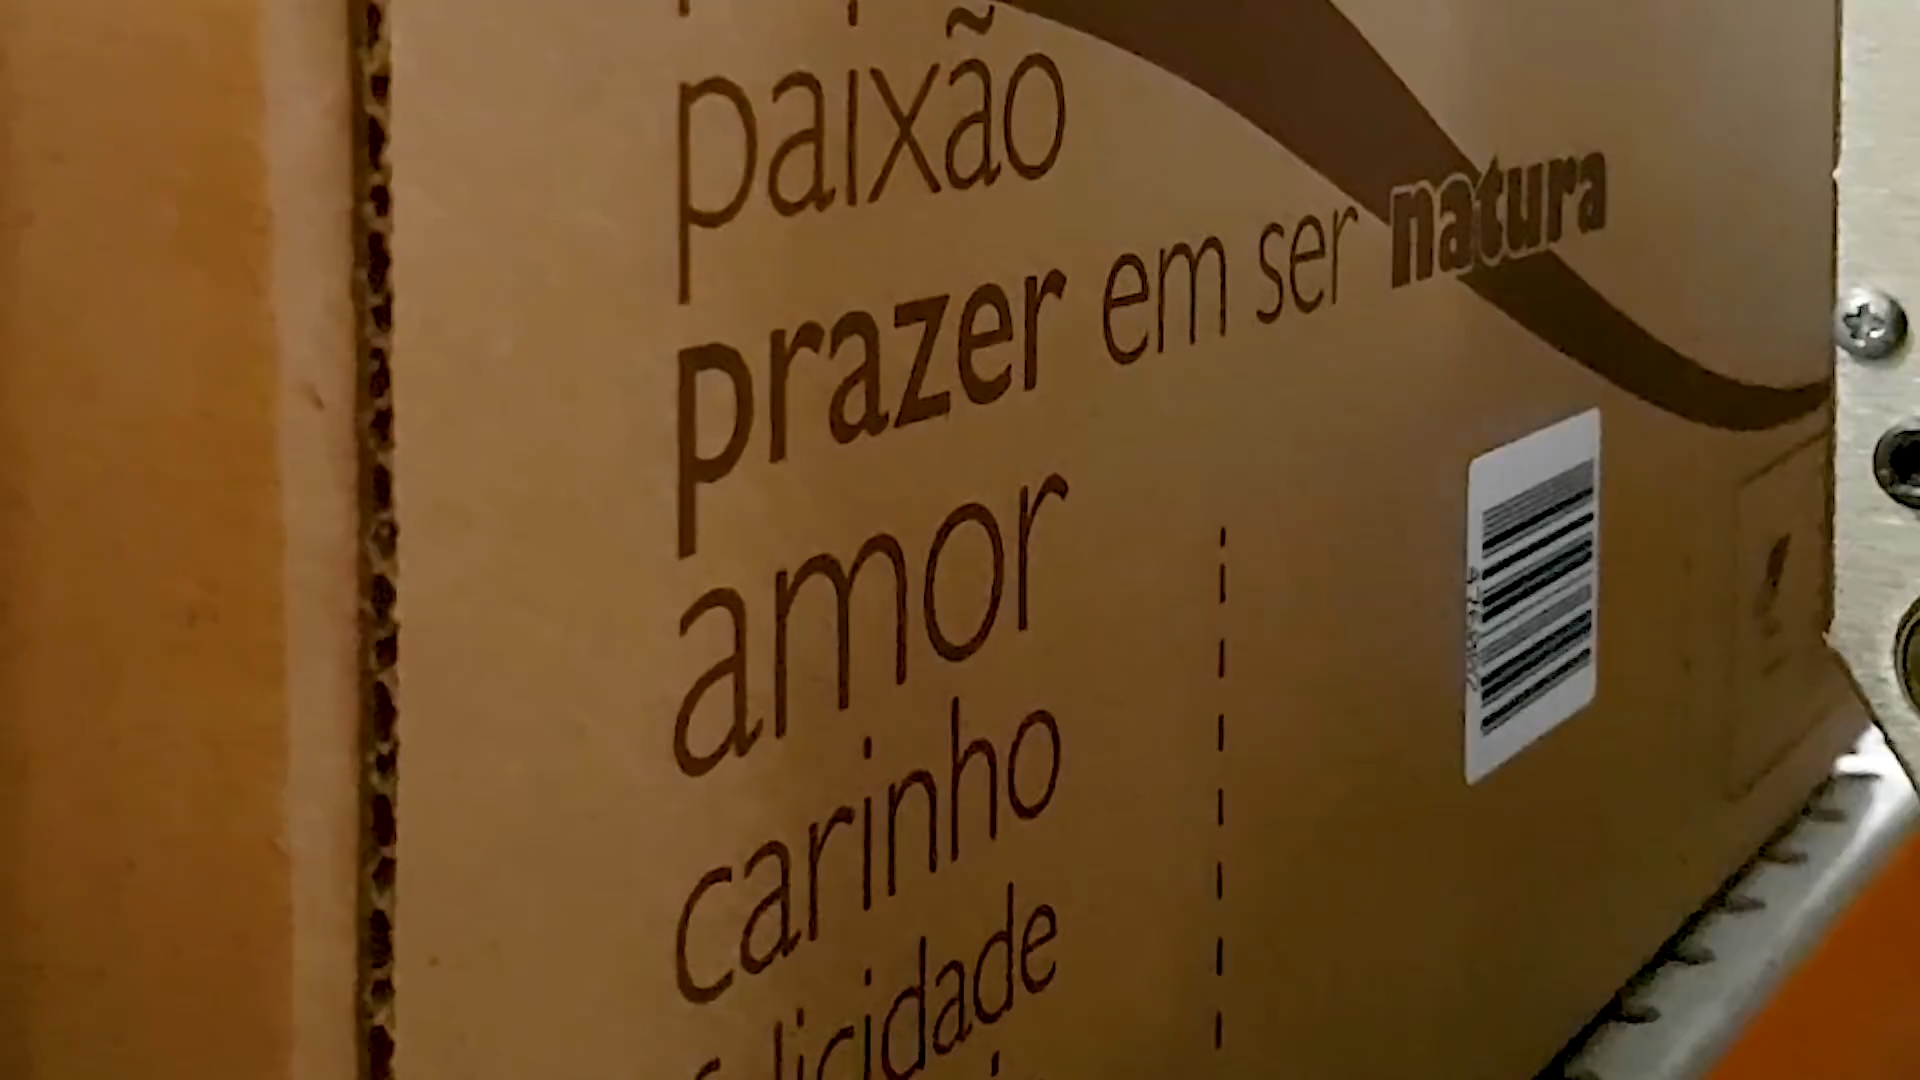 paixão
prazer em ser natura
amor
carinho